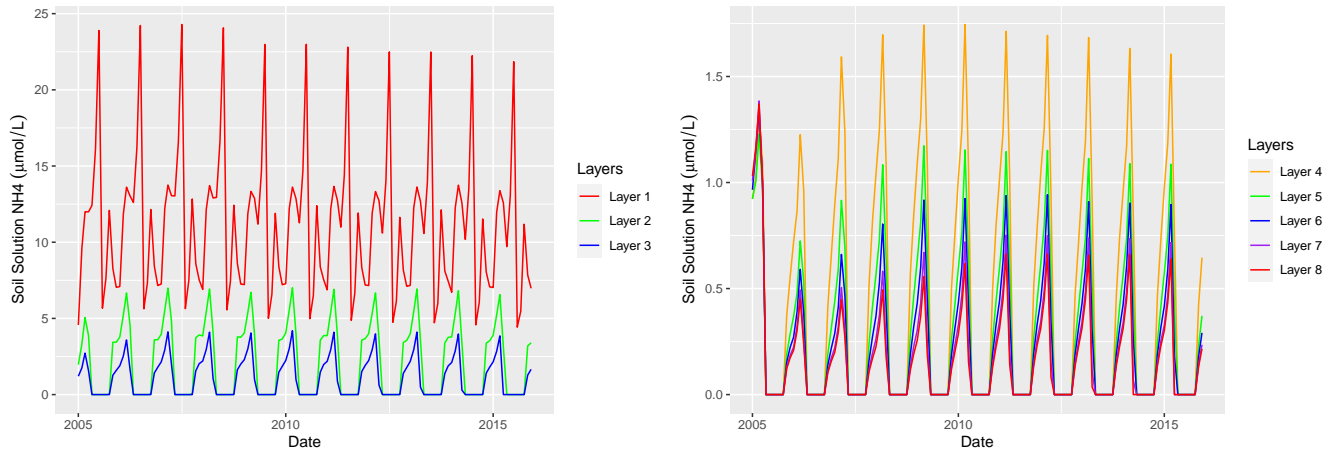 Soil Solution NH4 (μmol/L)
25
20
15
10
5
0
2005
2010
2015
Date
Layers
Layer 1
Layer 2
Layer 3
Soil Solution NH4 (μmol/L)
1.5
1.0
0.5
0.0
2005
2010
2015
Date
Layers
Layer 4
Layer 5
Layer 6
Layer 7
Layer 8